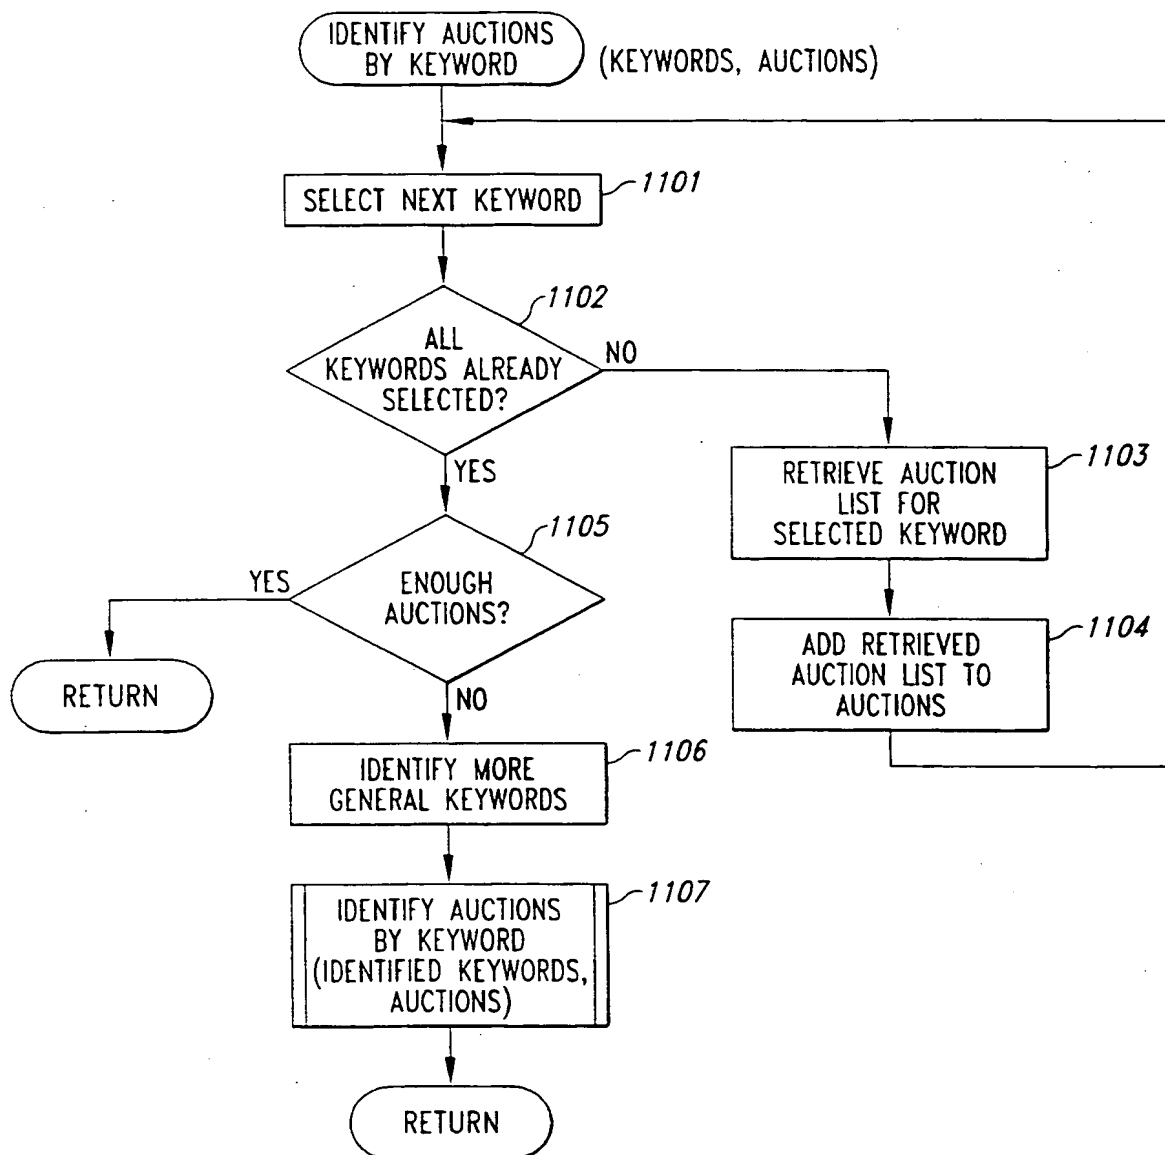 IDENTIFY AUCTIONS
BY KEYWORD
(KEYWORDS, AUCTIONS)
SELECT NEXT KEYWORD
1101
1102
ALL
KEYWORDS ALREADY
SELECTED?
NO
YES
RETRIEVE AUCTION
LIST FOR
SELECTED KEYWORD
1103
1105
ENOUGH
AUCTIONS?
YES
NO
RETURN
ADD RETRIEVED
AUCTION LIST TO
AUCTIONS
1104
IDENTIFY MORE
GENERAL KEYWORDS
1106
IDENTIFY AUCTIONS
BY KEYWORD
(IDENTIFIED KEYWORDS,
AUCTIONS)
1107
RETURN